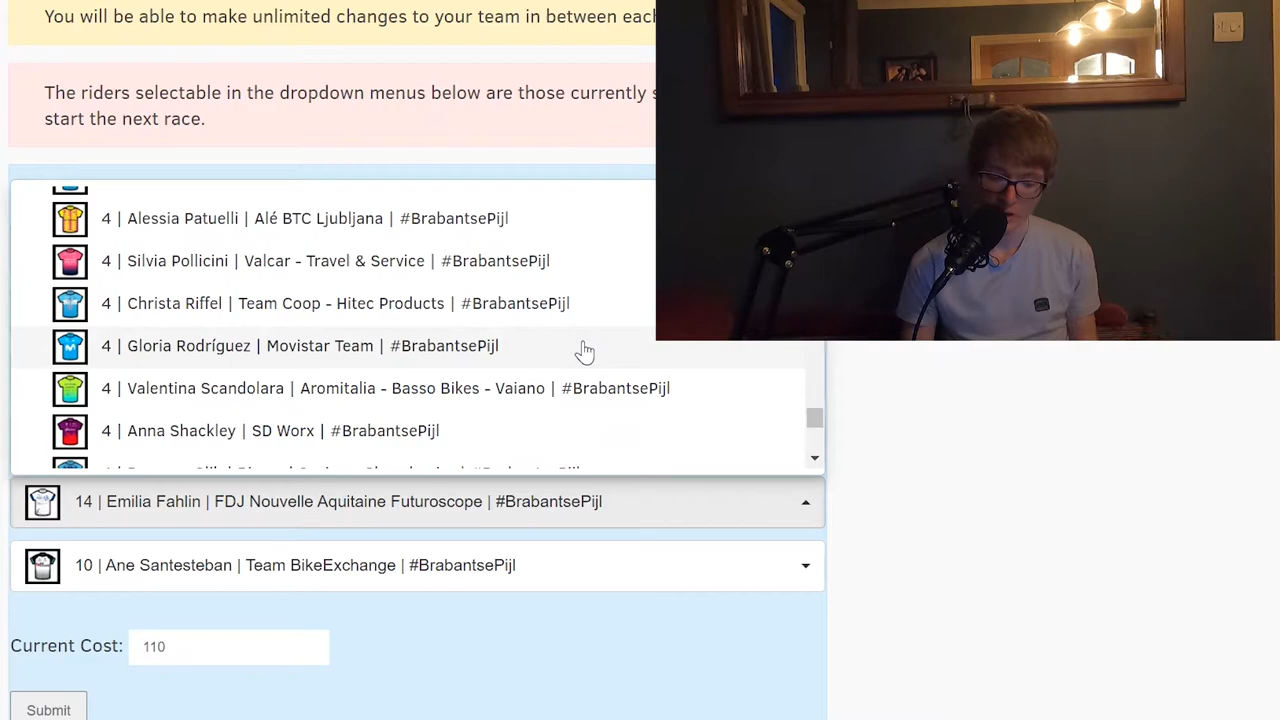 You will be able to make unlimited changes to your team in between each
The riders selectable in the dropdown menus below are those currently s
start the next race.
4 | Alessia Patuelli | Alé BTC Ljubljana | #BrabantsePijl
4 | Silvia Pollicini | Valcar - Travel & Service | #BrabantsePijl
4 | Christa Riffel | Team Coop - Hitec Products | #BrabantsePijl
4 | Gloria Rodríguez | Movistar Team | #BrabantsePijl
4 | Valentina Scandolara | Aromitalia - Basso Bikes - Vaiano | #BrabantsePijl
4 | Anna Shackley | SD Worx | #BrabantsePijl
14 | Emilia Fahlin | FDJ Nouvelle Aquitaine Futuroscope | #BrabantsePijl
10 | Ane Santesteban | Team BikeExchange | #BrabantsePijl
Current Cost: 110
Submit